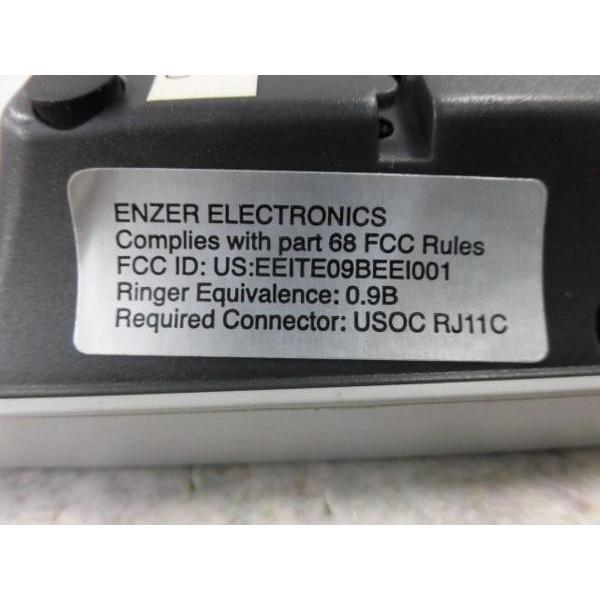 ENZER ELECTRONICS
Complies with part 68 FCC Rules
FCC ID: US:EEITE09BEEI001
Ringer Equivalence: 0.9B
Required Connector: USOC RJ11C